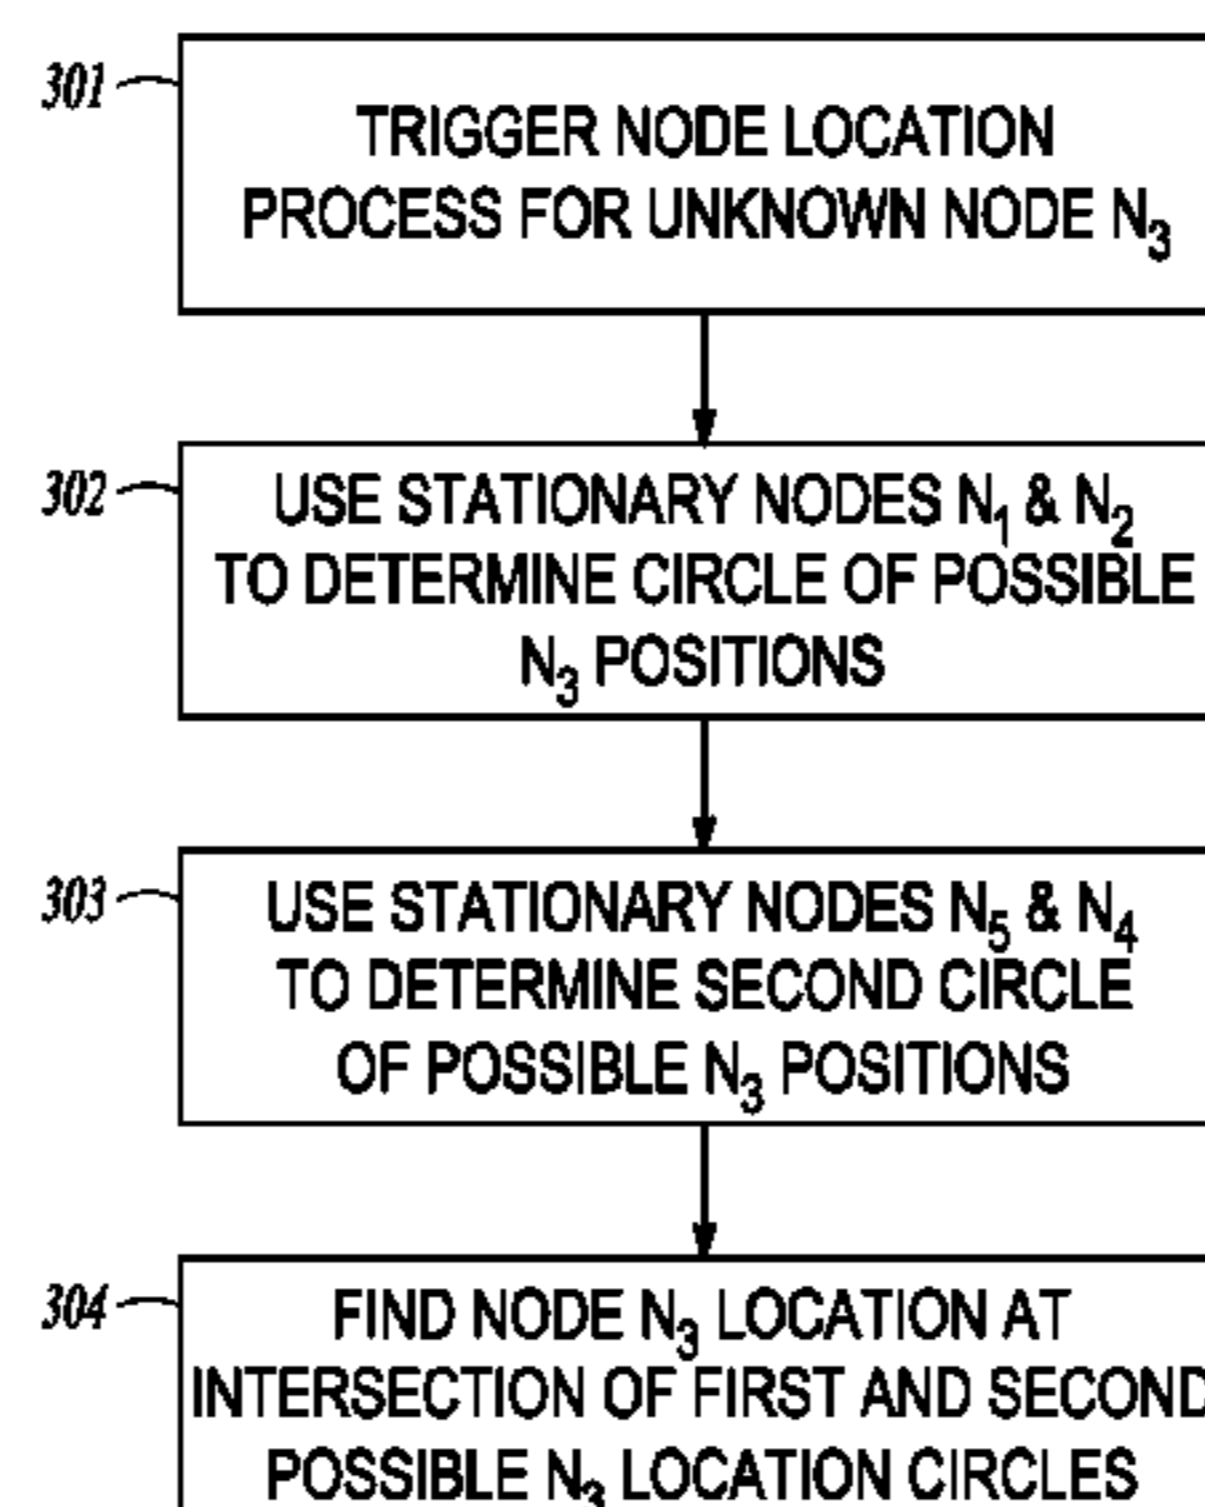 301
TRIGGER NODE LOCATION
PROCESS FOR UNKNOWN NODE N₃
302
USE STATIONARY NODES N₁ & N₂
TO DETERMINE CIRCLE OF POSSIBLE
N₃ POSITIONS
303
USE STATIONARY NODES N₅ & N₄
TO DETERMINE SECOND CIRCLE
OF POSSIBLE N₃ POSITIONS
304
FIND NODE N₃ LOCATION AT
INTERSECTION OF FIRST AND SECOND
POSSIBLE N₃ LOCATION CIRCLES